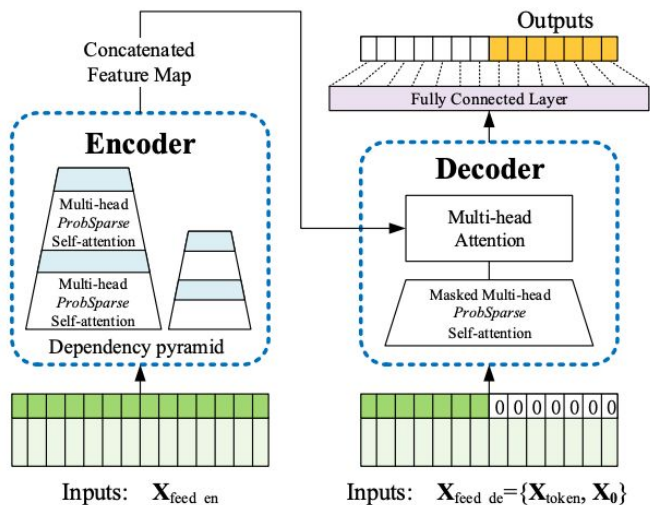 Concatenated
Feature Map
Encoder
Multi-head
ProbSparse
Self-attention
Multi-head
ProbSparse
Self-attention
Dependency pyramid
Inputs: Xfeed_en
Outputs
Fully Connected Layer
Decoder
Multi-head
Attention
Masked Multi-head
ProbSparse
Self-attention
0 0 0 0 0 0 0
Inputs: Xfeed_de={Xtoken, X0}